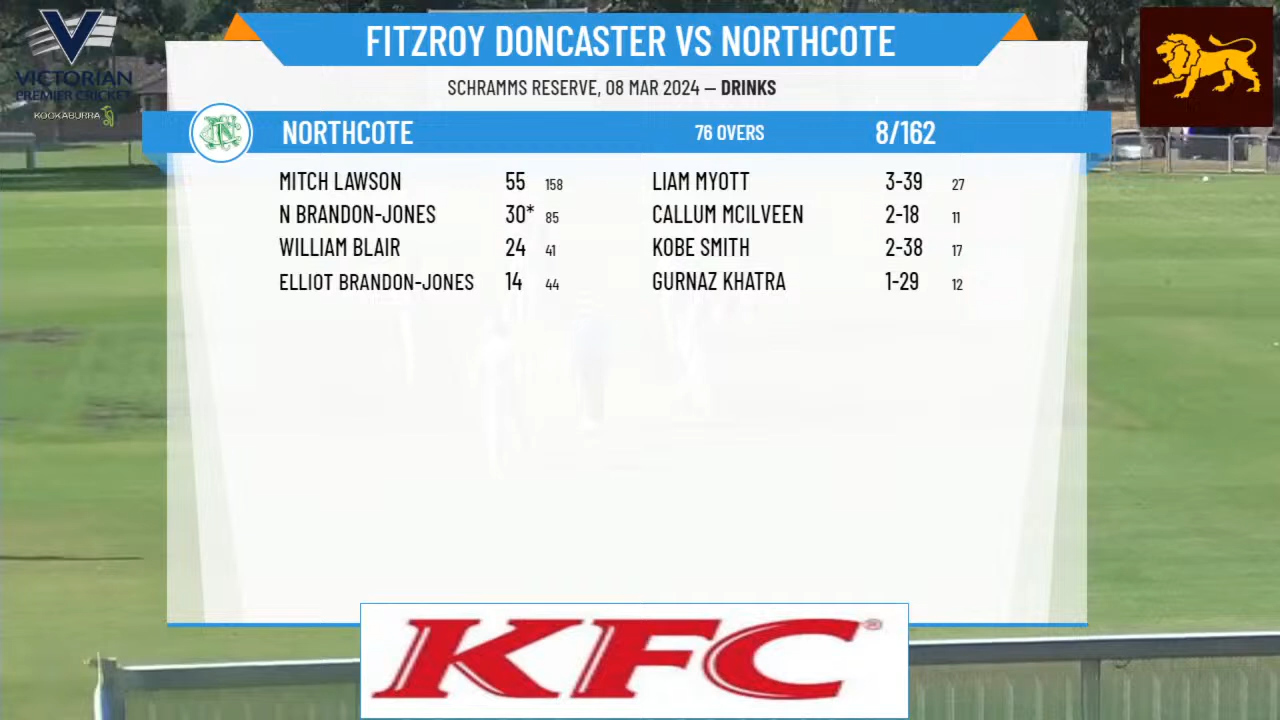 FITZROY DONCASTER VS NORTHCOTE
VICTORIAN
PREMIER CRICKET
KOOKABURRA
SCHRAMMS RESERVE, 08 MAR 2024 – DRINKS
NORTHCOTE 76 OVERS 8/162
MITCH LAWSON 55 158 LIAM MYOTT 3-39 27
N BRANDON-JONES 30* 85 CALLUM MCILVEEN 2-18 11
WILLIAM BLAIR 24 41 KOBE SMITH 2-38 17
ELLIOT BRANDON-JONES 14 44 GURNAZ KHATRA 1-29 12
KFC®